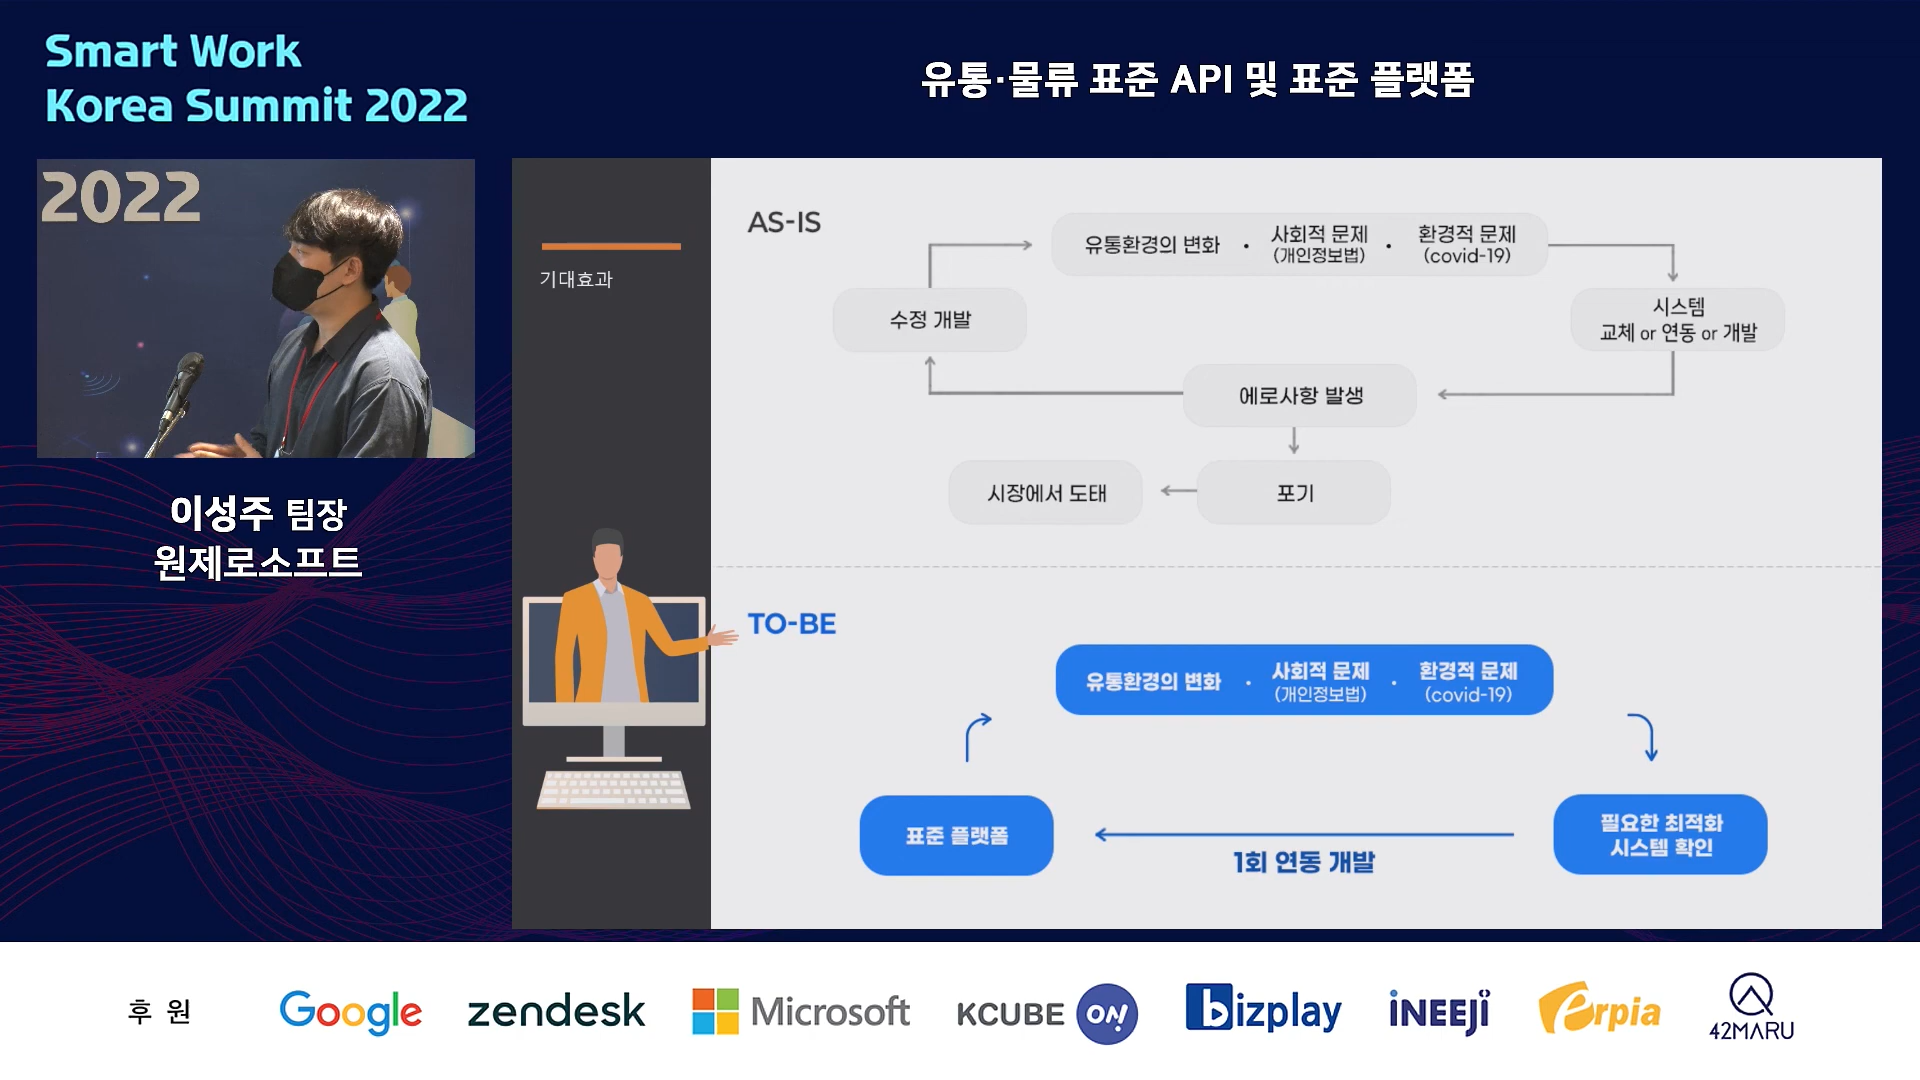 Smart Work
Korea Summit 2022
유통·물류 표준 API 및 표준 플랫폼
2022
이성주 팀장
원제로소프트
기대효과
AS-IS
유통환경의 변화 · 사회적 문제 (개인정보법) · 환경적 문제 (covid-19)
수정 개발
시스템
교체 or 연동 or 개발
에로사항 발생
시장에서 도태
포기
TO-BE
유통환경의 변화 · 사회적 문제 (개인정보법) · 환경적 문제 (covid-19)
표준 플랫폼
1회 연동 개발
필요한 최적화
시스템 확인
후 원
Google
zendesk
Microsoft
KCUBE ON!
bizplay
iNEEJi
erpia
42MARU